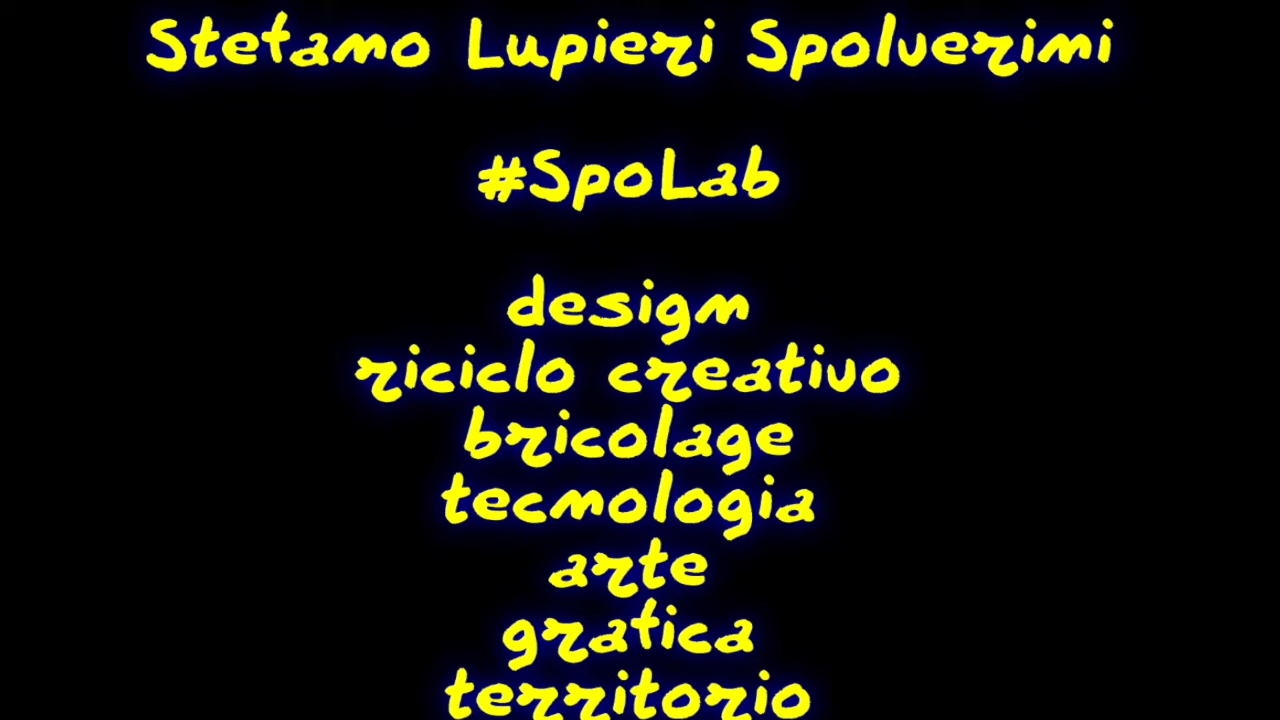 Stefano Lupieri Spolverini
#SpoLab
design
riciclo creativo
bricolage
tecnologia
arte
grafica
territorio